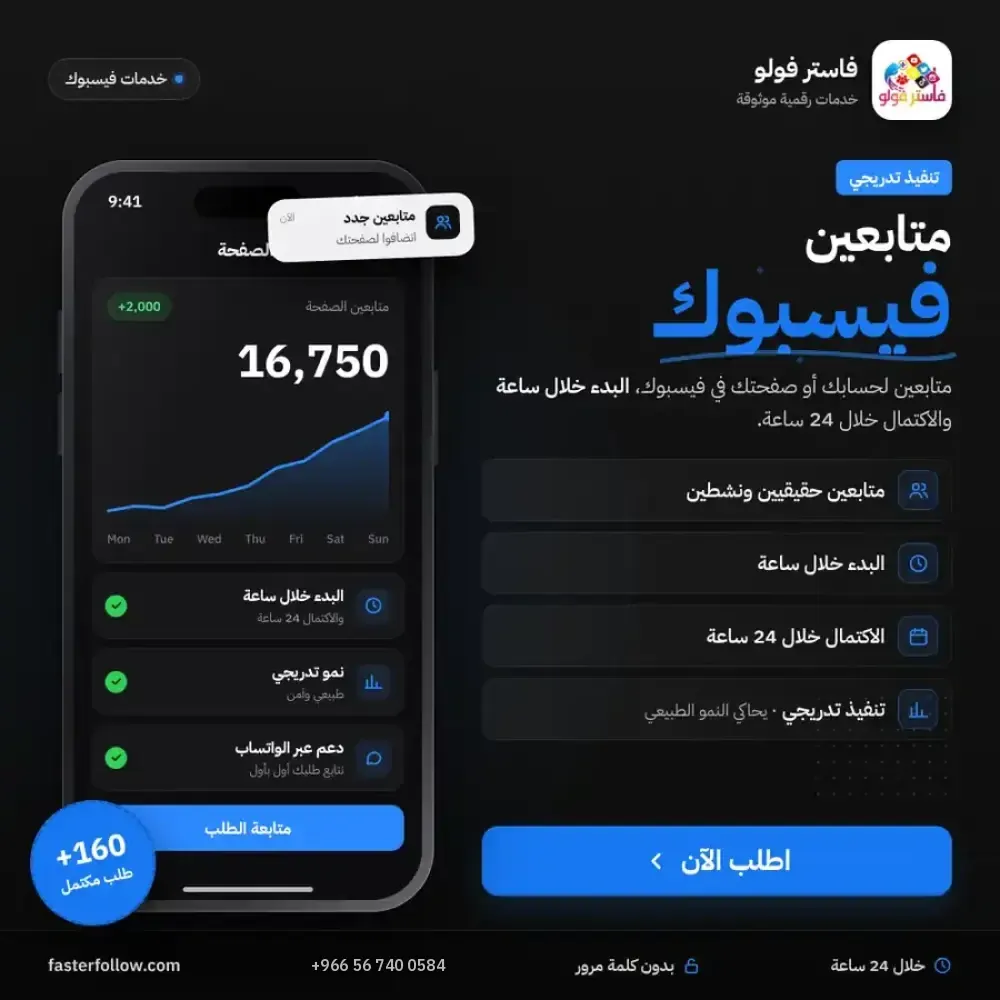 فاستر فولو
فاستر فولو
خدمات رقمية موثوقة
خدمات فيسبوك
تنفيذ تدريجي
متابعين
فيسبوك
متابعين لحسابك أو صفحتك في فيسبوك، البدء خلال ساعة
والاكتمال خلال 24 ساعة.
متابعين حقيقيين ونشطين
البدء خلال ساعة
الاكتمال خلال 24 ساعة
تنفيذ تدريجي · يحاكي النمو الطبيعي
اطلب الآن
9:41
متابعين جدد
الآن
انضافوا لصفحتك
الصفحة
متابعين الصفحة
+2,000
16,750
Mon Tue Wed Thu Fri Sat Sun
البدء خلال ساعة
والاكتمال 24 ساعة
نمو تدريجي
طبيعي وآمن
دعم عبر الواتساب
نتابع طلبك أول بأول
متابعة الطلب
+160
طلب مكتمل
خلال 24 ساعة
بدون كلمة مرور
+966 56 740 0584
fasterfollow.com